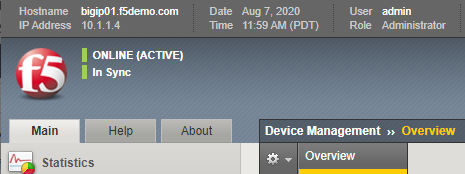 Hostname bigip01.f5demo.com Date Aug 7, 2020 User admin
IP Address 10.1.1.4 Time 11:59 AM (PDT) Role Administrator
f5
ONLINE (ACTIVE)
In Sync
Main Help About
Device Management ›› Overview
Statistics
Overview